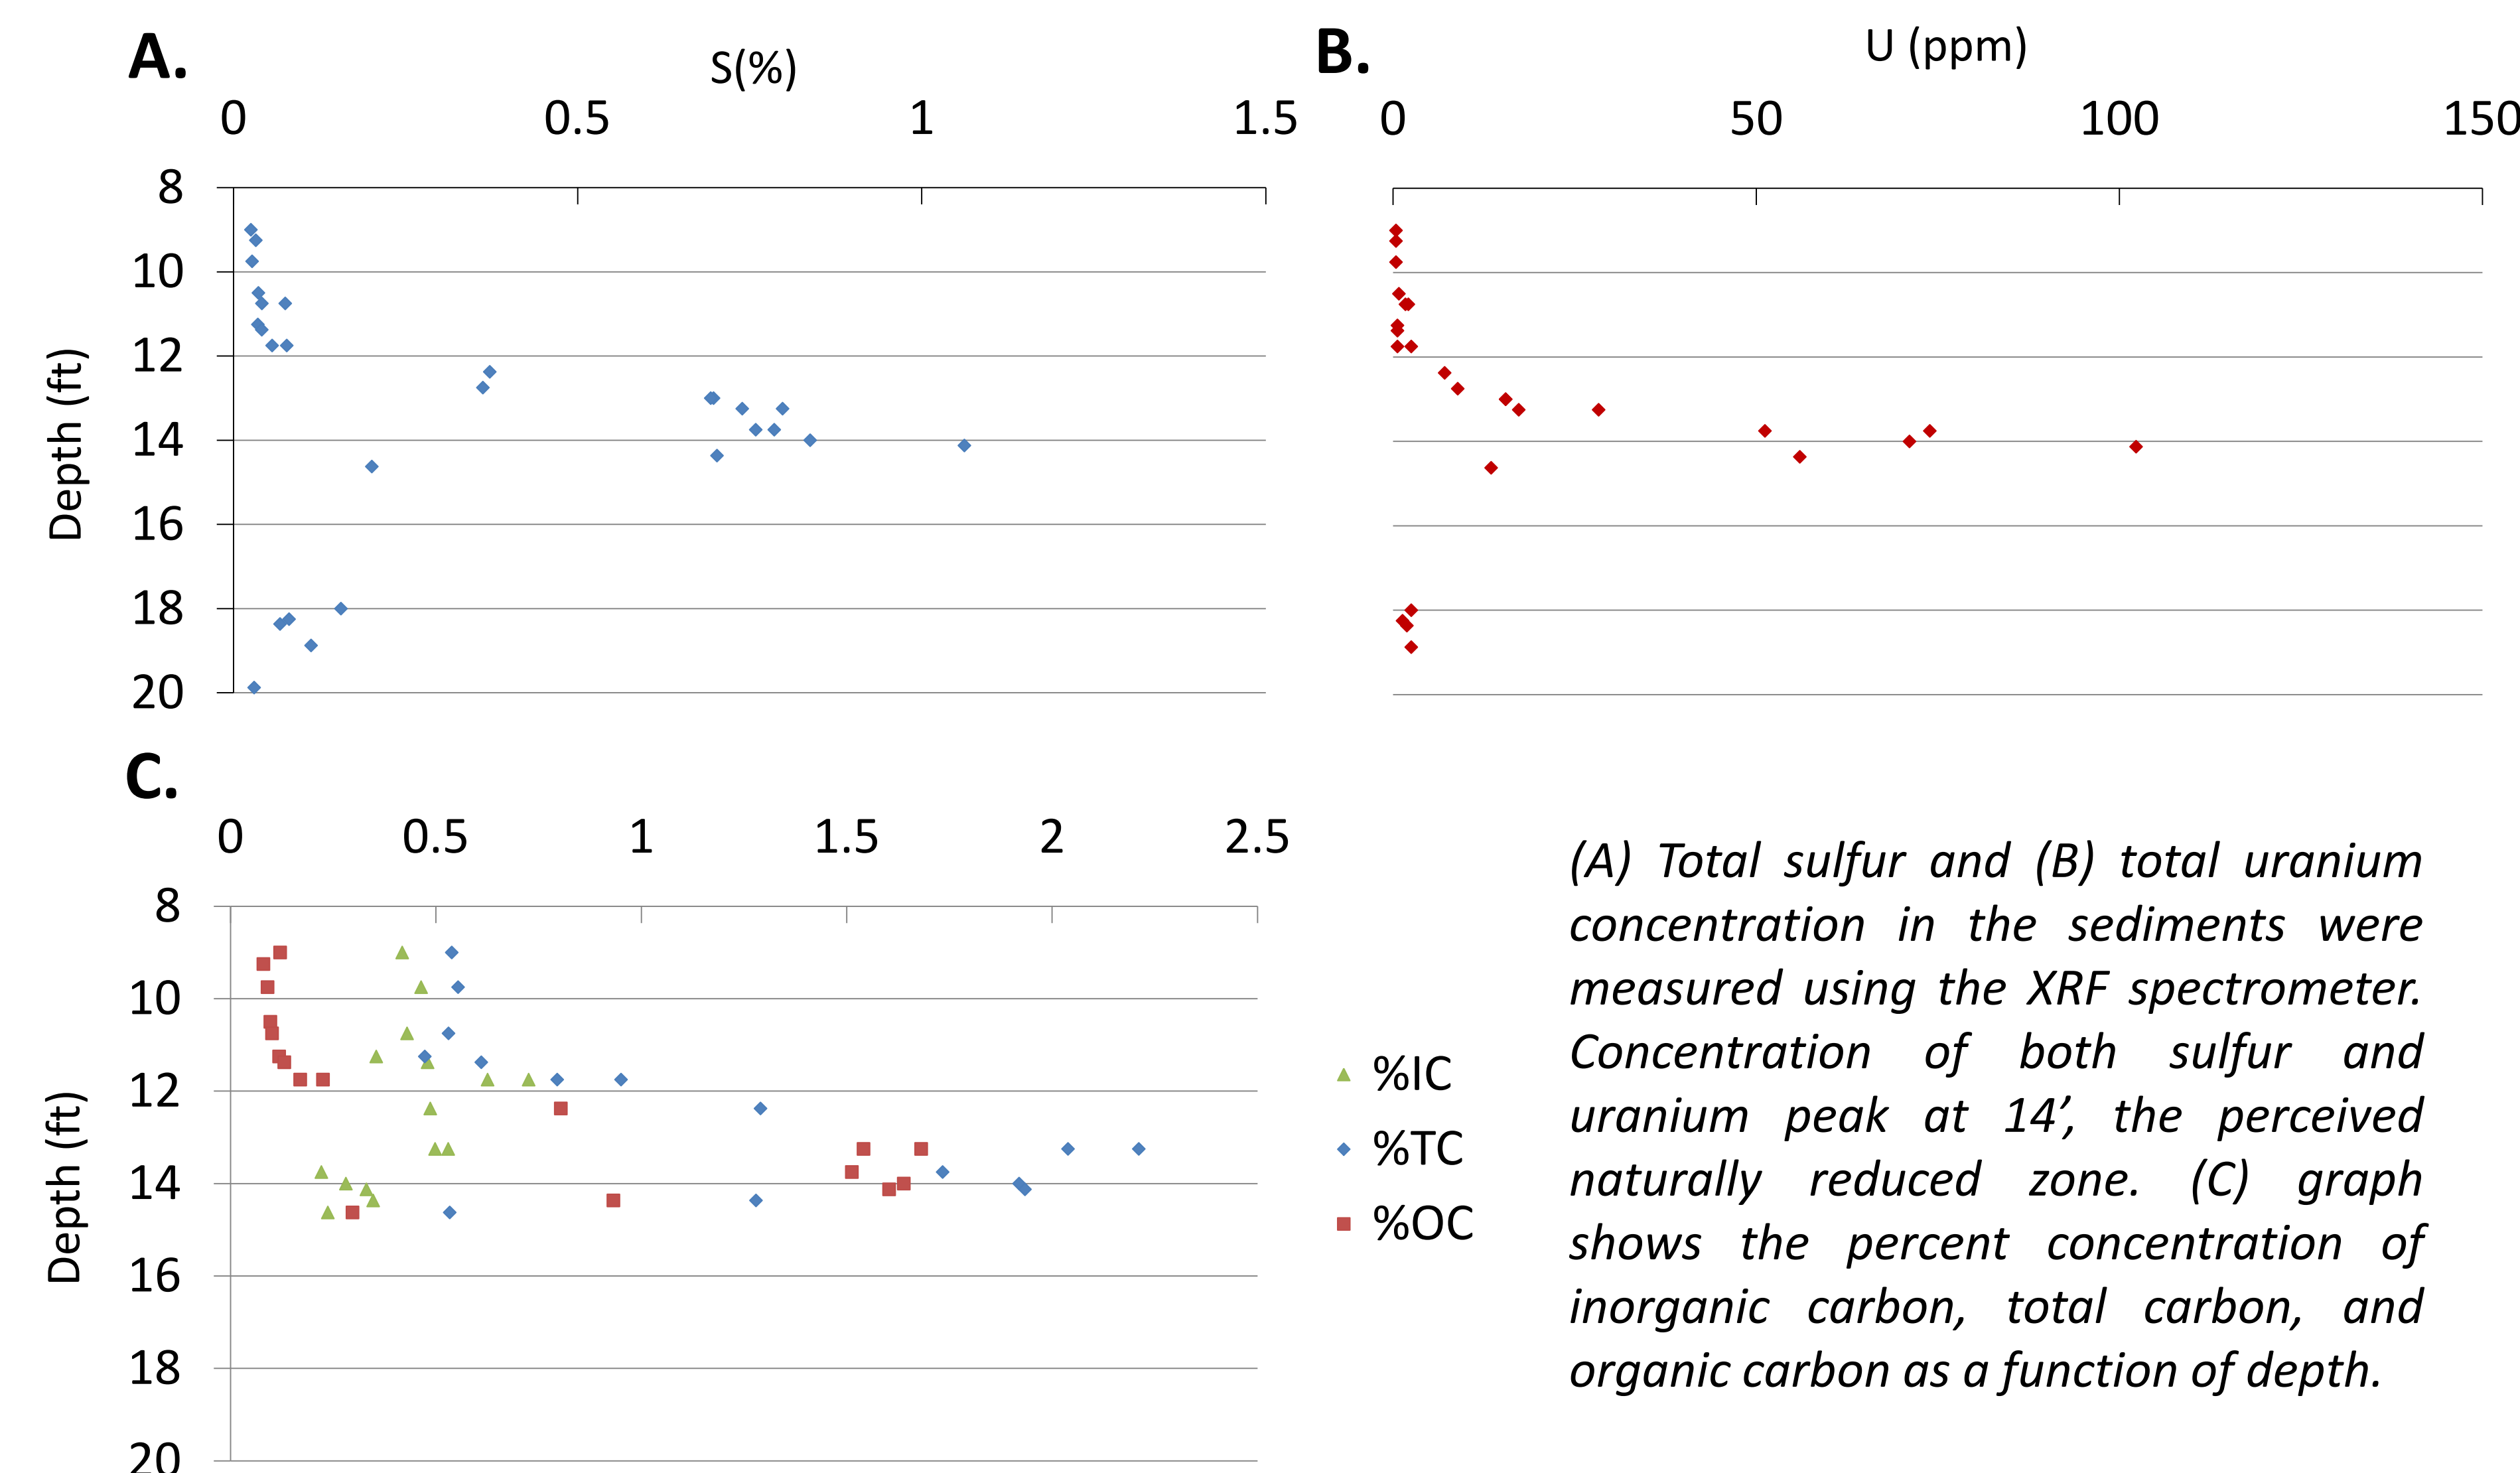 A.
S(%)
0 0.5 1 1.5
8
10
12
14
16
18
20
Depth (ft)
B.
U (ppm)
0 50 100 150
C.
0 0.5 1 1.5 2 2.5
8
10
12
14
16
18
20
Depth (ft)
%IC
%TC
%OC
(A) Total sulfur and (B) total uranium
concentration in the sediments were
measured using the XRF spectrometer.
Concentration of both sulfur and
uranium peak at 14’, the perceived
naturally reduced zone. (C) graph
shows the percent concentration of
inorganic carbon, total carbon, and
organic carbon as a function of depth.